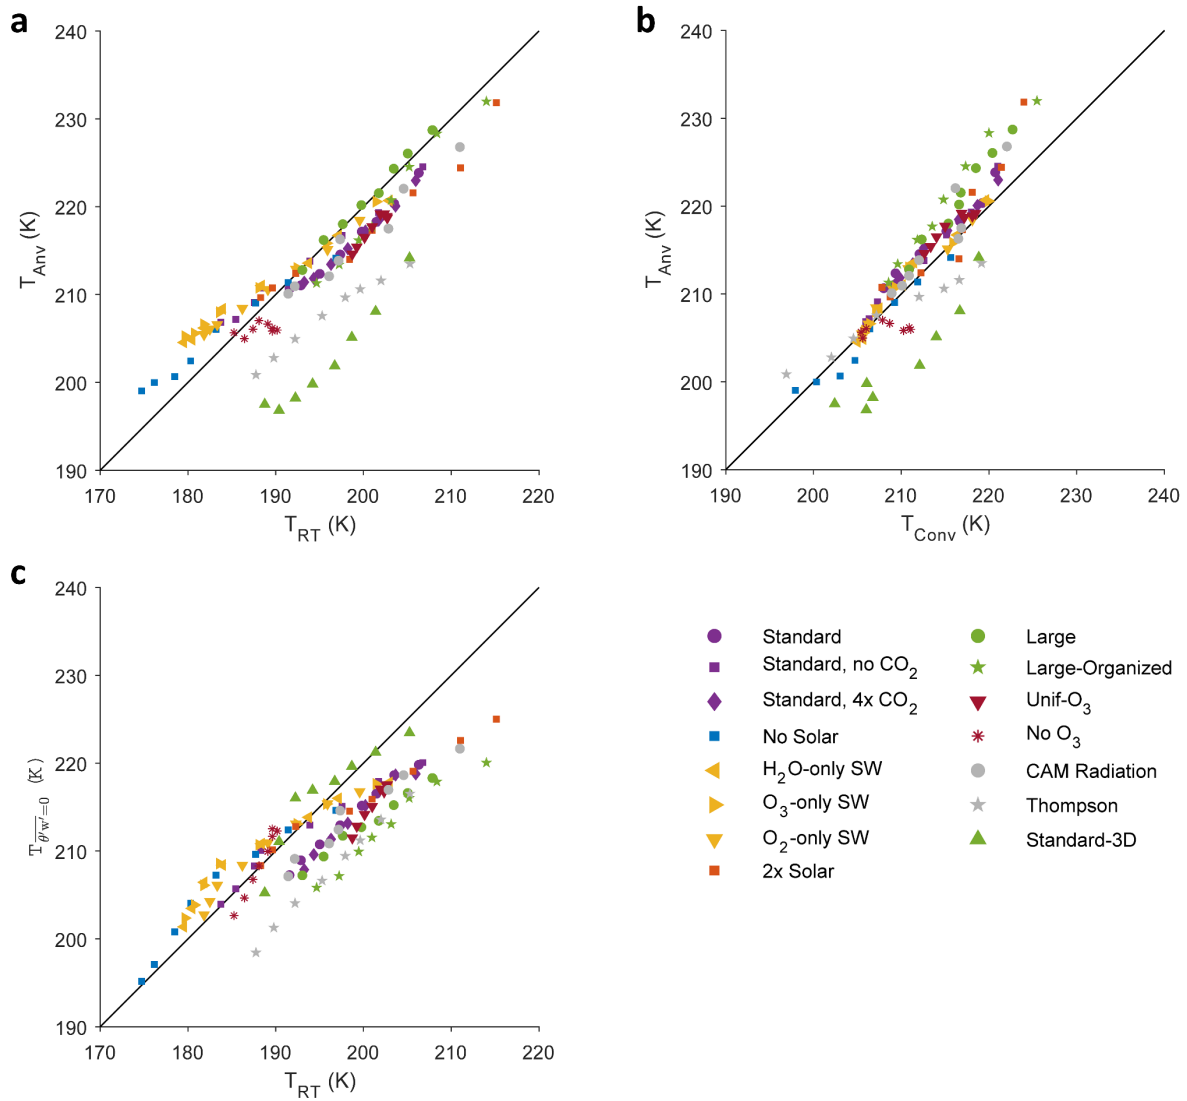 a
240
230
220
210
200
190
T_Anv (K)
170 180 190 200 210 220
T_RT (K)
b
240
230
220
210
200
190
T_Anv (K)
190 200 210 220 230 240
T_Conv (K)
c
240
230
220
210
200
190
T_θ′w′=0 (K)
170 180 190 200 210 220
T_RT (K)
Standard
Standard, no CO2
Standard, 4x CO2
No Solar
H2O-only SW
O3-only SW
O2-only SW
2x Solar
Large
Large-Organized
Unif-O3
No O3
CAM Radiation
Thompson
Standard-3D